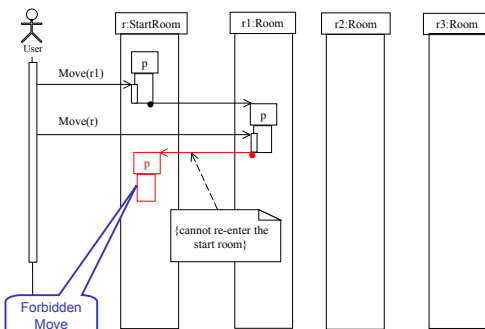 r:StartRoom
r1:Room
r2:Room
r3:Room
User
p
Move(r1)
p
Move(r)
p
{cannot re-enter the
start room}
Forbidden
Move